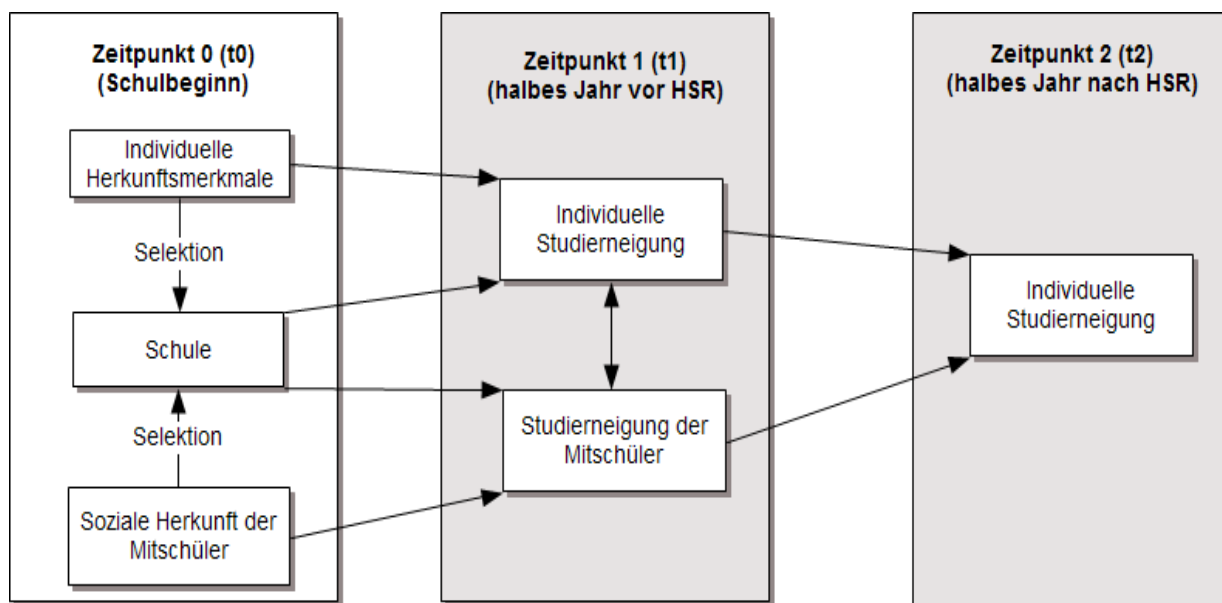 Zeitpunkt 0 (t0)
(Schulbeginn)
Individuelle
Herkunftsmerkmale
Selektion
Schule
Selektion
Soziale Herkunft der
Mitschüler
Zeitpunkt 1 (t1)
(halbes Jahr vor HSR)
Individuelle
Studierneigung
Studierneigung der
Mitschüler
Zeitpunkt 2 (t2)
(halbes Jahr nach HSR)
Individuelle
Studierneigung